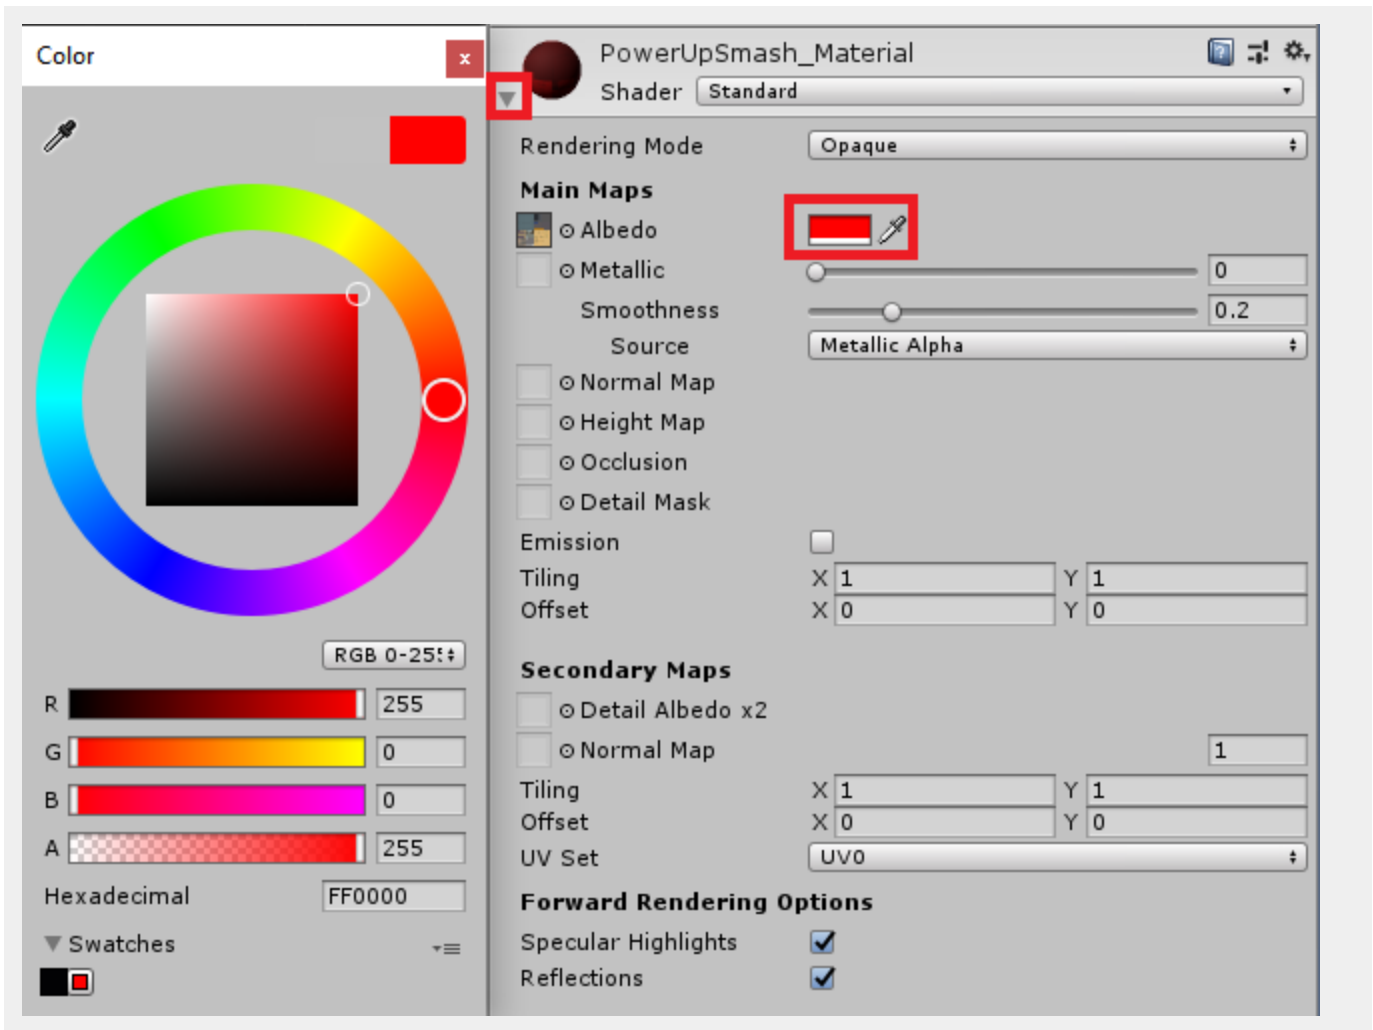 Color
x
RGB 0-255
R 255
G 0
B 0
A 255
Hexadecimal FF0000
Swatches
PowerUpSmash_Material
Shader Standard
Rendering Mode Opaque
Main Maps
Albedo
Metallic 0
Smoothness 0.2
Source Metallic Alpha
Normal Map
Height Map
Occlusion
Detail Mask
Emission
Tiling X 1 Y 1
Offset X 0 Y 0
Secondary Maps
Detail Albedo x2
Normal Map 1
Tiling X 1 Y 1
Offset X 0 Y 0
UV Set UV0
Forward Rendering Options
Specular Highlights
Reflections